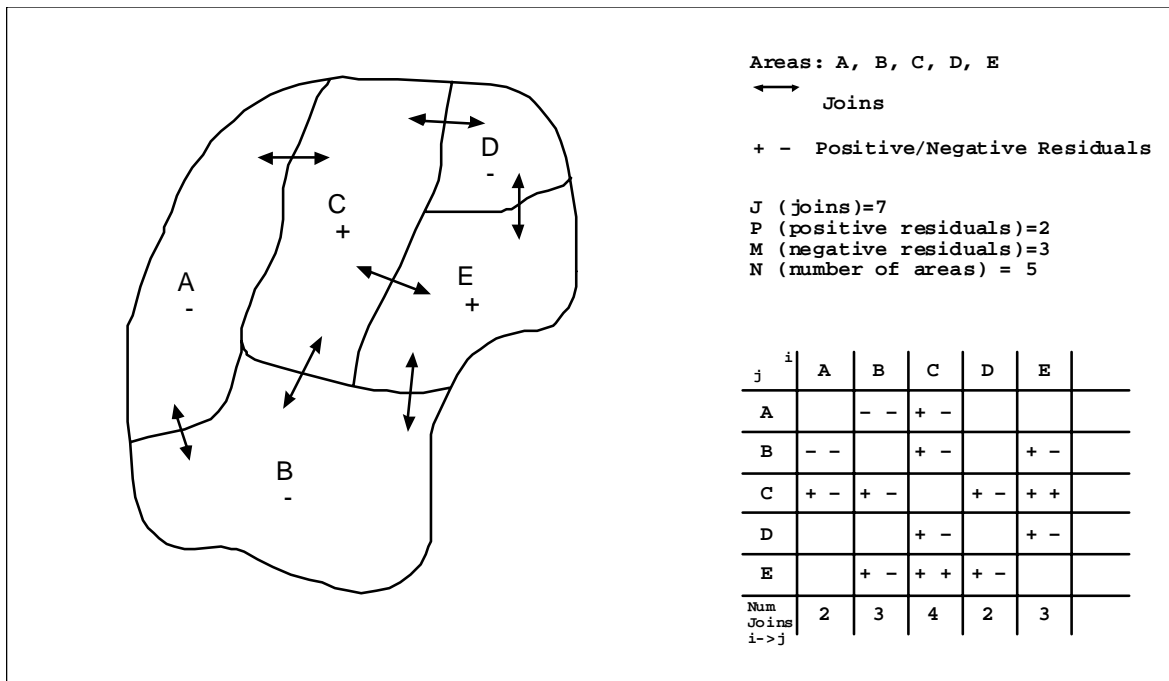 Areas: A, B, C, D, E
Joins
+ - Positive/Negative Residuals
J (joins)=7
P (positive residuals)=2
M (negative residuals)=3
N (number of areas) = 5
D
-
C
+
E
+
A
-
B
-
i
j A B C D E
A - - + -
B - - + - + -
C + - + - + - + +
D + - + -
E + - + + + -
Num
Joins 2 3 4 2 3
i->j